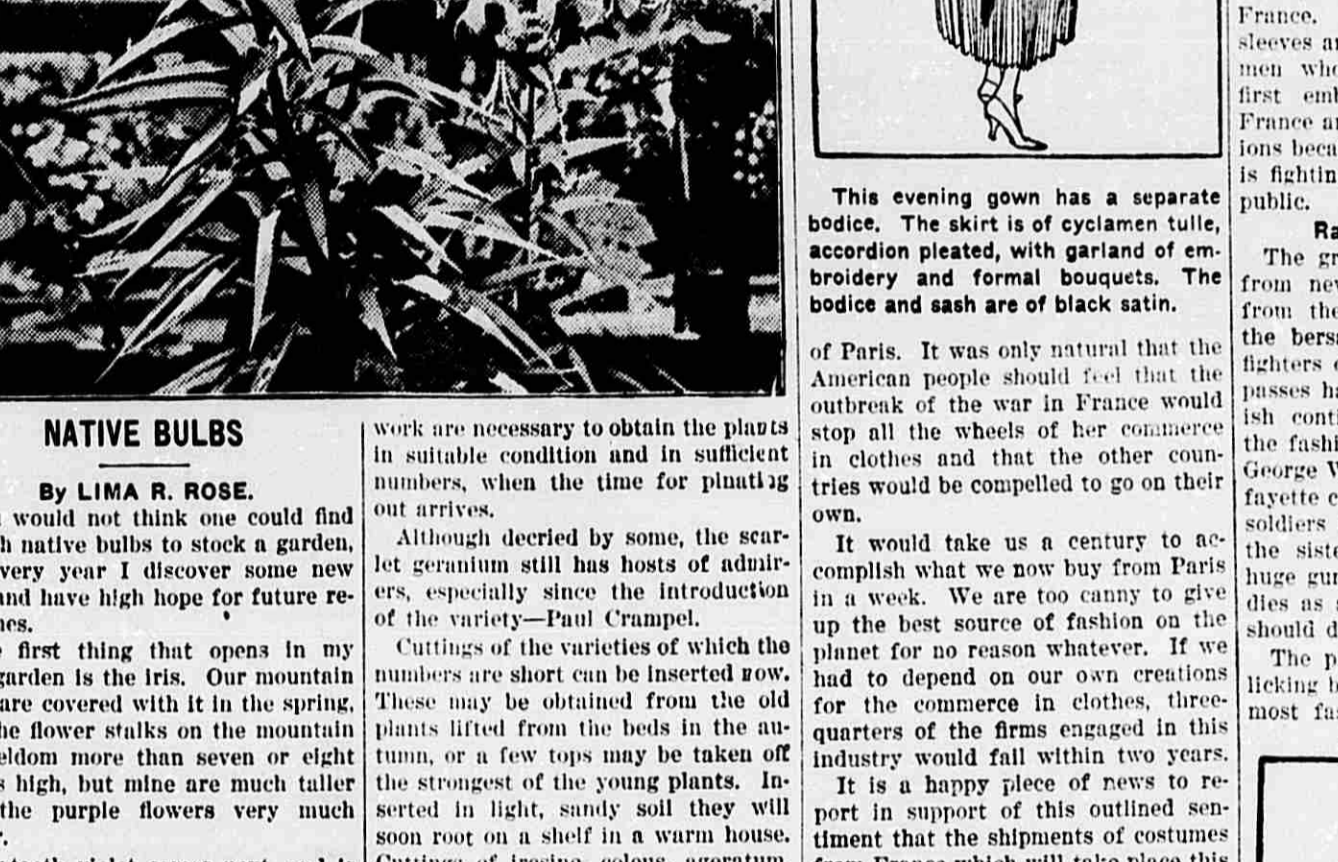 NATIVE BULBS
By LIMA R. ROSE.
would not think one could find
native bulbs to stock a garden,
very year I discover some new
and have high hope for future re-
first thing that opens in my
garden is the iris. Our mountain
are covered with it in the spring,
flower stalks on the mountain
seldom more than seven or eight
high, but mine are much taller
the purple flowers very much
work are necessary to obtain the plants
in suitable condition and in sufficient
numbers, when the time for
out arrives.
Although decried by some, the scar-
let geranium still has hosts of admir-
ers, especially since the introduction
of the variety—Paul Crampel.
Cuttings of the varieties of which the
numbers are short can be inserted now.
These may be obtained from the old
plants lifted from the beds in the au-
tumn, or a few tops may be taken off
the strongest of the young plants. In-
serted in light, sandy soil they will
soon root on a shelf in a warm house.
Cuttings of iresine, coleus, ageratum,
This evening gown has a separate
bodice. The skirt is of cyclamen tulle,
accordion pleated, with garland of em-
broidery and formal bouquets. The
bodice and sash are of black satin.
of Paris. It was only natural that the
American people should feel that the
outbreak of the war in France would
stop all the wheels of her commerce
in clothes and that the other coun-
tries would be compelled to go on their
own.
It would take us a century to ac-
complish what we now buy from Paris
in a week. We are too canny to give
up the best source of fashion on the
planet for no reason whatever. If we
had to depend on our own creations
for the commerce in clothes, three-
quarters of the firms engaged in this
industry would fail within two years.
It is a happy piece of news to re-
port in support of this outlined sen-
timent that the shipments of costumes
from France which will take place this
France.
sleeves
men
first
France
ions
is
public.
The
from
from the
the
fighters
passes
ish
the
George
fayette
soldiers
the
huge
dies as
should
The
licking
most